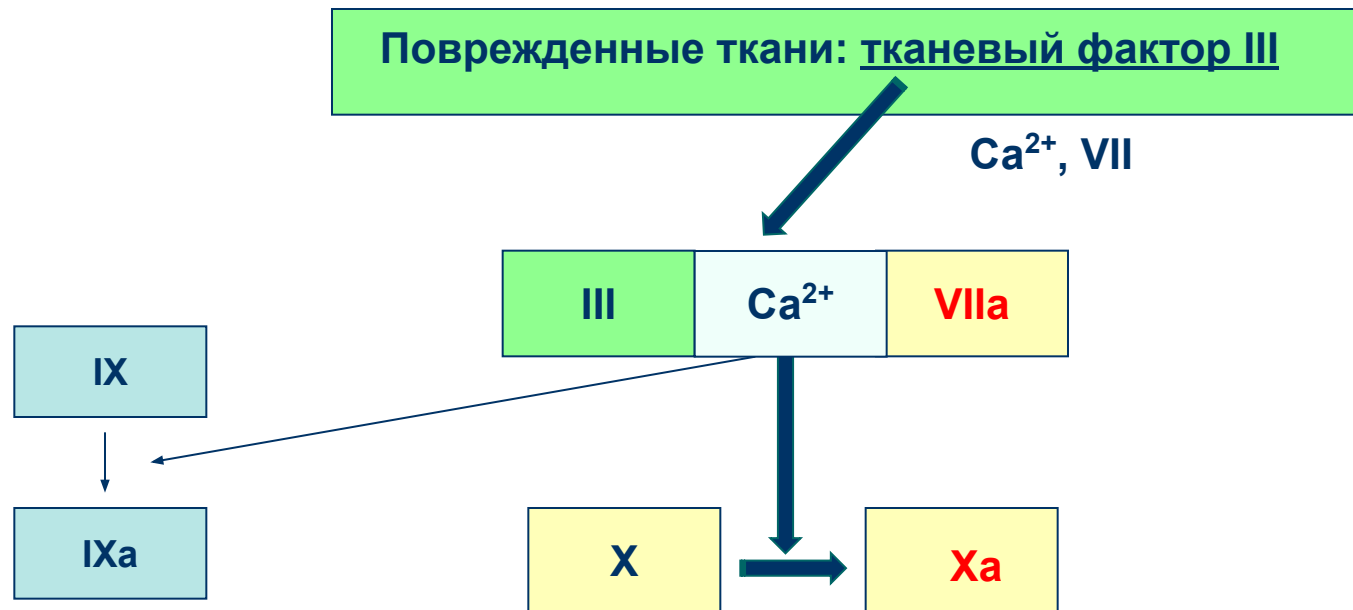 Поврежденные ткани: тканевый фактор III
Ca²⁺, VII
III
Ca²⁺
VIIa
IX
IXa
X
Xa